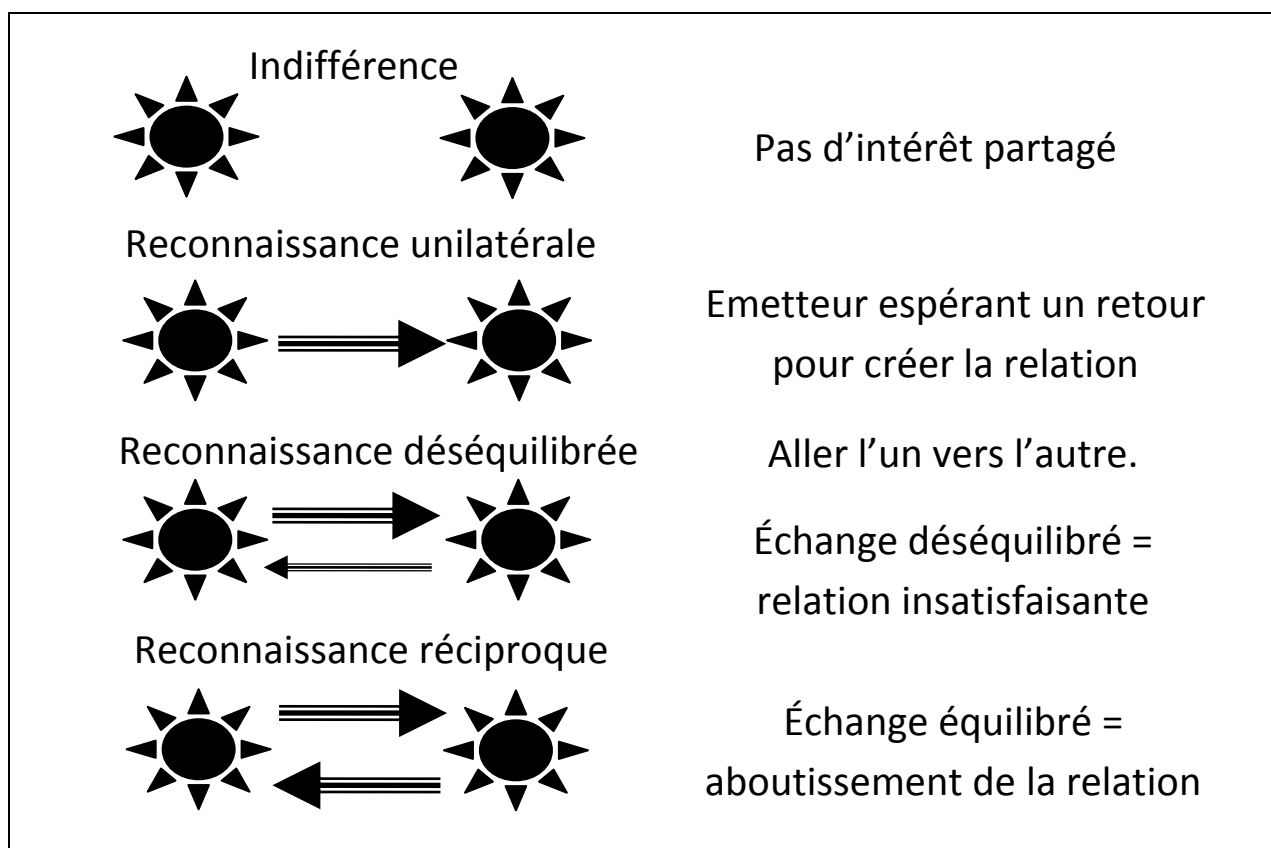 Indifférence
Pas d’intérêt partagé
Reconnaissance unilatérale
Emetteur espérant un retour
pour créer la relation
Reconnaissance déséquilibrée
Aller l’un vers l’autre.
Échange déséquilibré =
relation insatisfaisante
Reconnaissance réciproque
Échange équilibré =
aboutissement de la relation